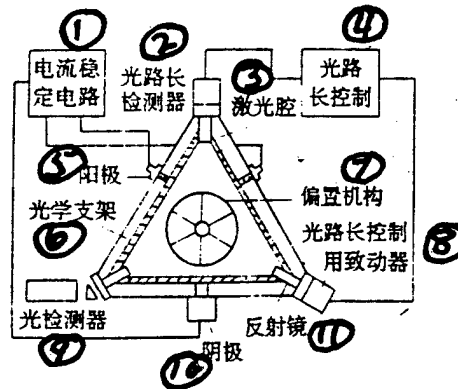 ①
电流稳
定电路
②
光路长
检测器
③
激光腔
④
光路
长控制
⑤
阳极
光学支架
⑥
⑦
偏置机构
光路长控制
用致动器
⑧
光检测器
⑨
⑩
阴极
反射镜
⑪